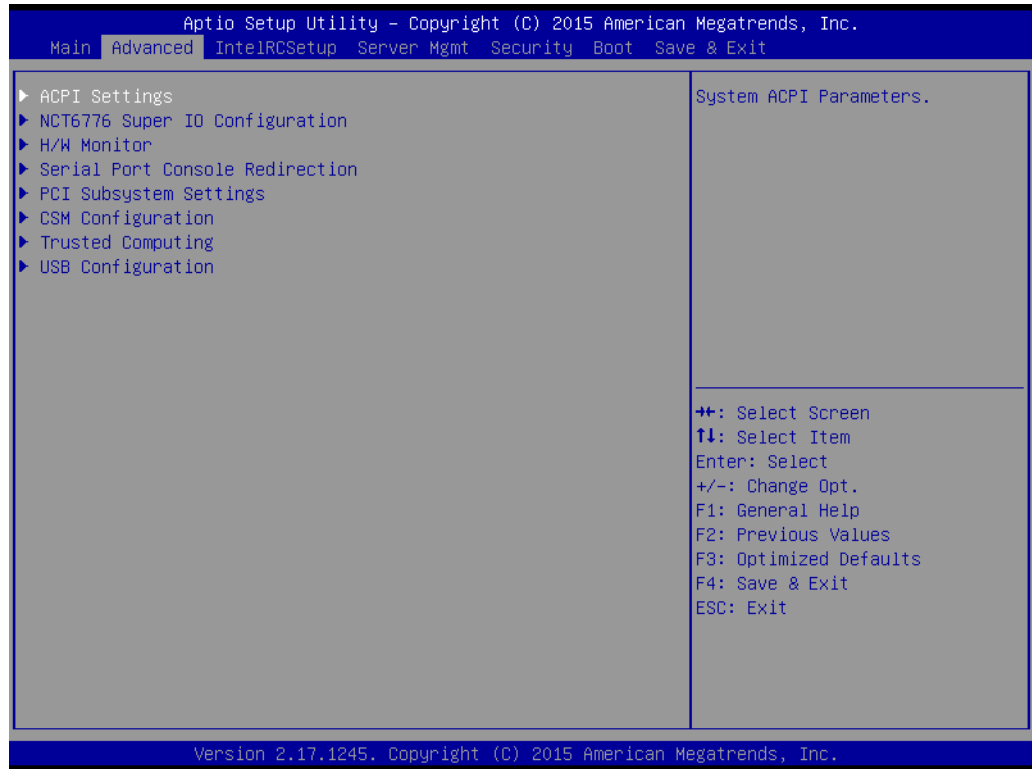 Aptio Setup Utility – Copyright (C) 2015 American Megatrends, Inc.
Main Advanced IntelRCSetup Server Mgmt Security Boot Save & Exit
▶ ACPI Settings
▶ NCT6776 Super IO Configuration
▶ H/W Monitor
▶ Serial Port Console Redirection
▶ PCI Subsystem Settings
▶ CSM Configuration
▶ Trusted Computing
▶ USB Configuration
System ACPI Parameters.
→←: Select Screen
↑↓: Select Item
Enter: Select
+/-: Change Opt.
F1: General Help
F2: Previous Values
F3: Optimized Defaults
F4: Save & Exit
ESC: Exit
Version 2.17.1245. Copyright (C) 2015 American Megatrends, Inc.